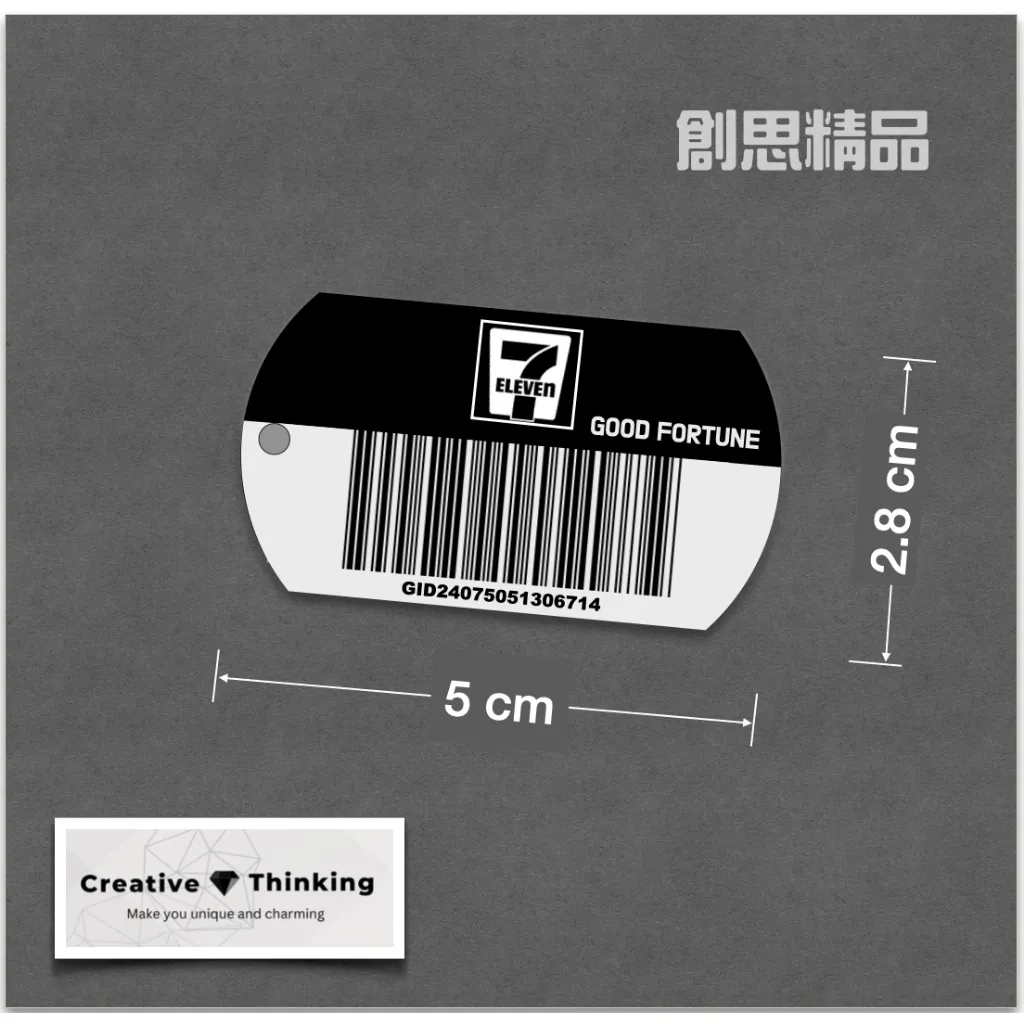 創思精品
7
ELEVEn
GOOD FORTUNE
GID24075051306714
2.8 cm
5 cm
Creative Thinking
Make you unique and charming